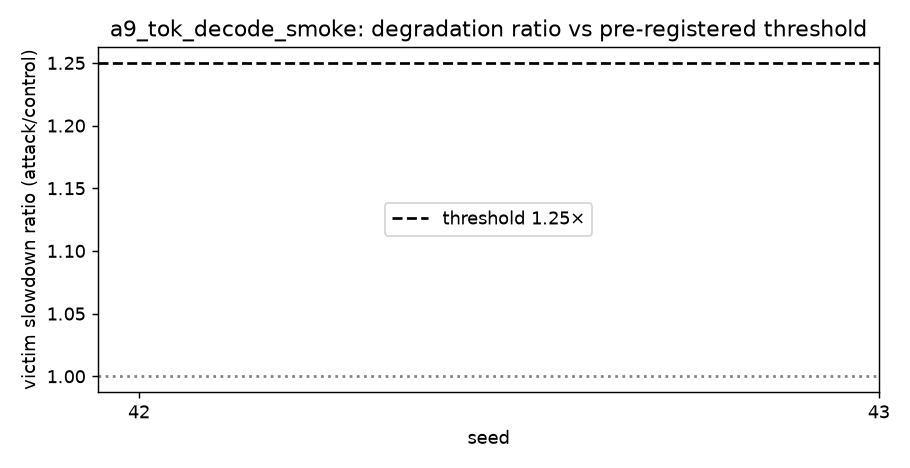 a9_tok_decode_smoke: degradation ratio vs pre-registered threshold
victim slowdown ratio (attack/control)
1.25
1.20
1.15
1.10
1.05
1.00
threshold 1.25×
42
43
seed